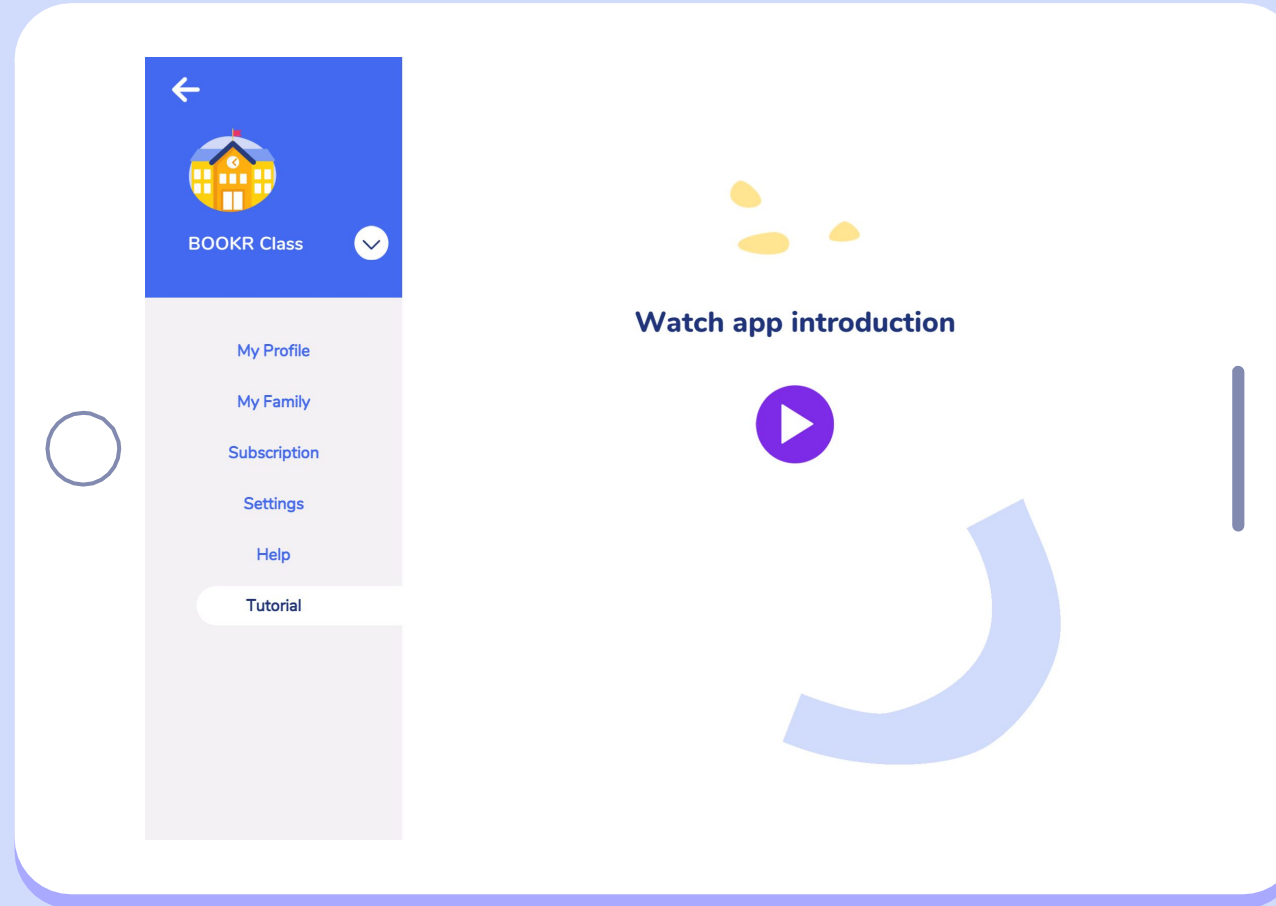 BOOKR Class
My Profile
My Family
Subscription
Settings
Help
Tutorial
Watch app introduction